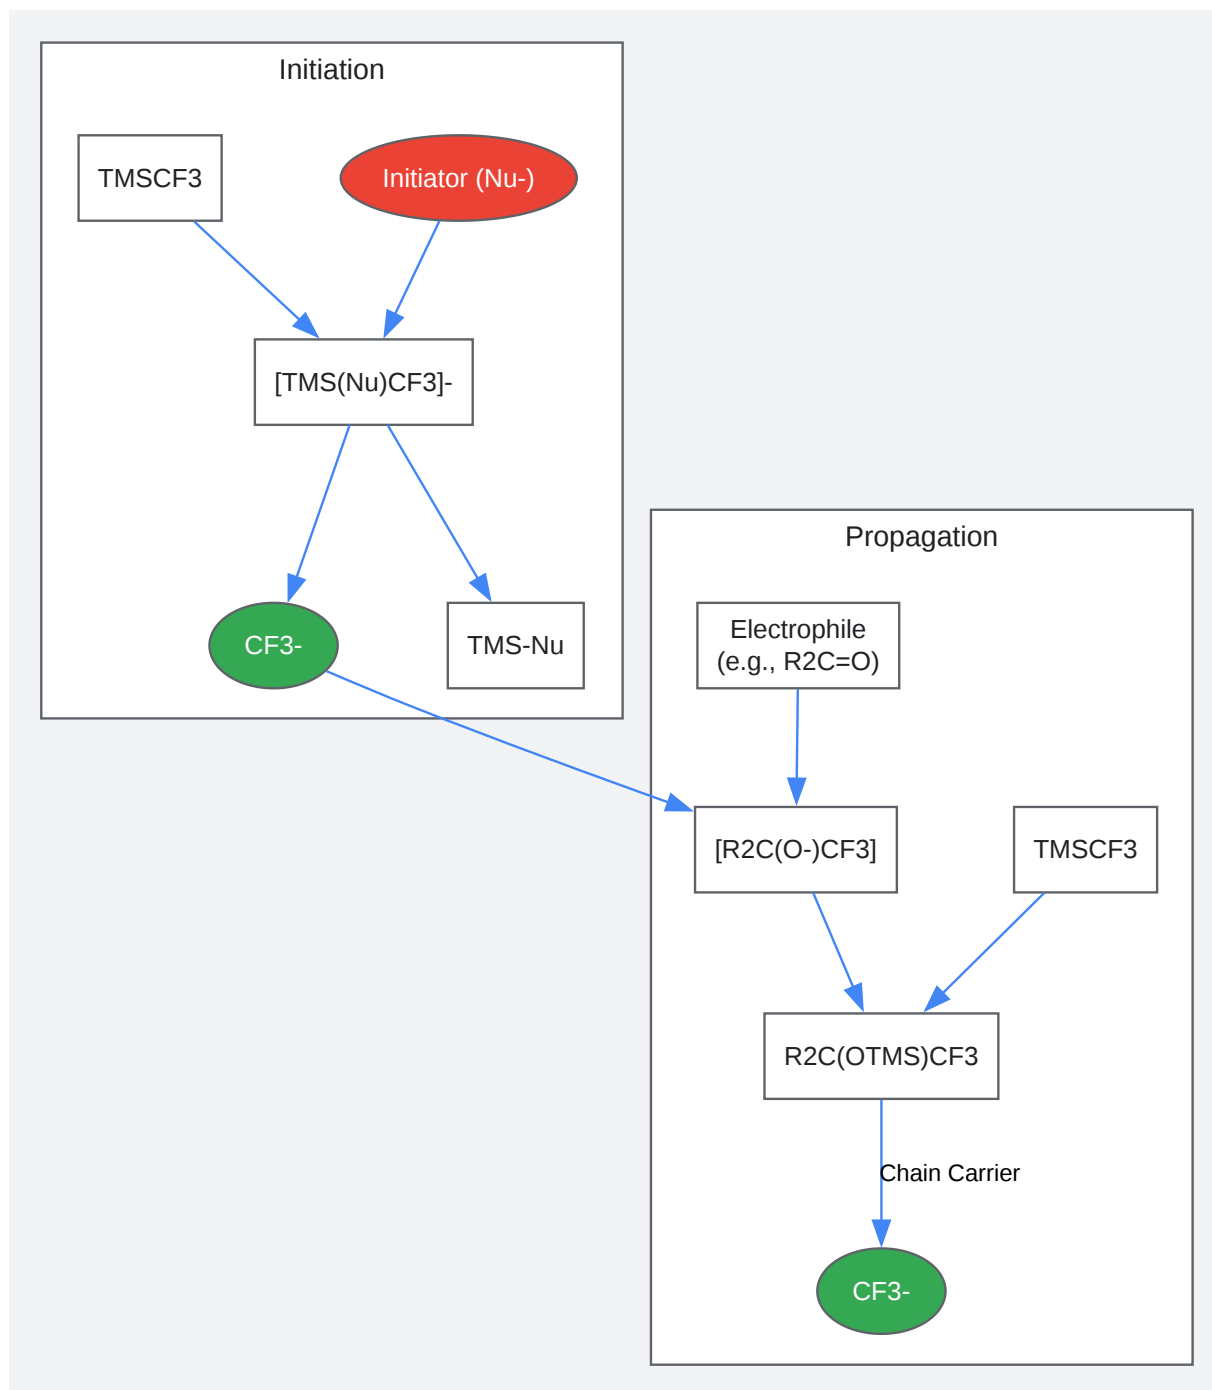 Initiation
TMSCF3
Initiator (Nu-)
[TMS(Nu)CF3]-
CF3-
TMS-Nu
Propagation
Electrophile
(e.g., R2C=O)
[R2C(O-)CF3]
TMSCF3
R2C(OTMS)CF3
Chain Carrier
CF3-